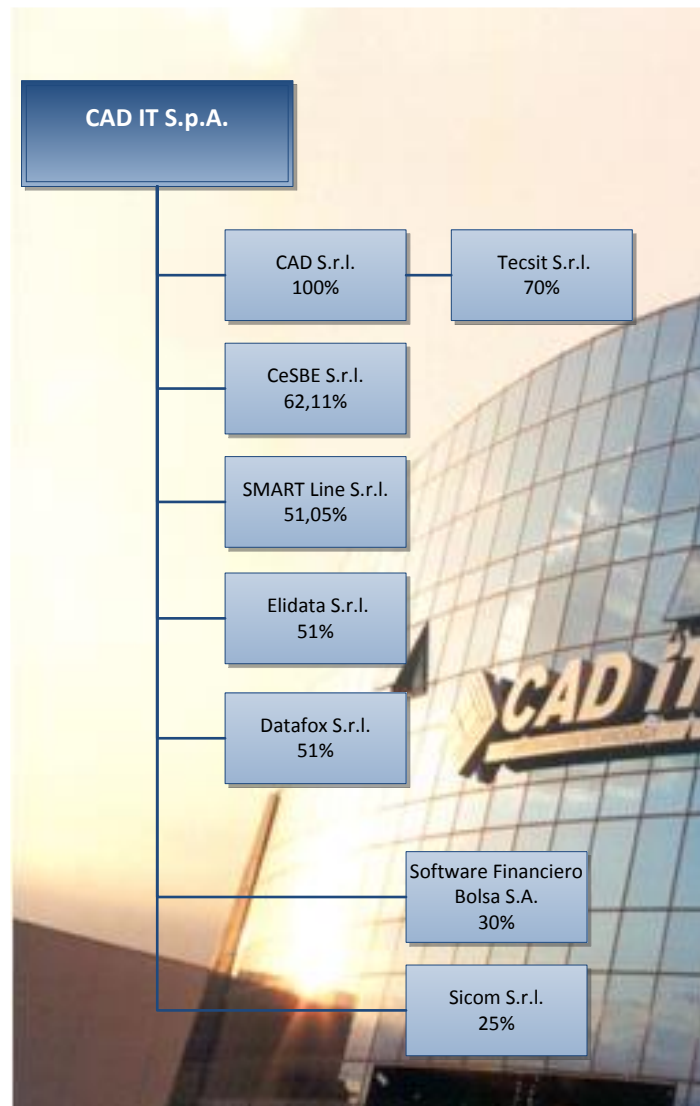 CAD IT S.p.A.
CAD S.r.l.
100%
Tecsit S.r.l.
70%
CeSBE S.r.l.
62,11%
SMART Line S.r.l.
51,05%
Elidata S.r.l.
51%
Datafox S.r.l.
51%
CAD iT
Software Financiero
Bolsa S.A.
30%
Sicom S.r.l.
25%